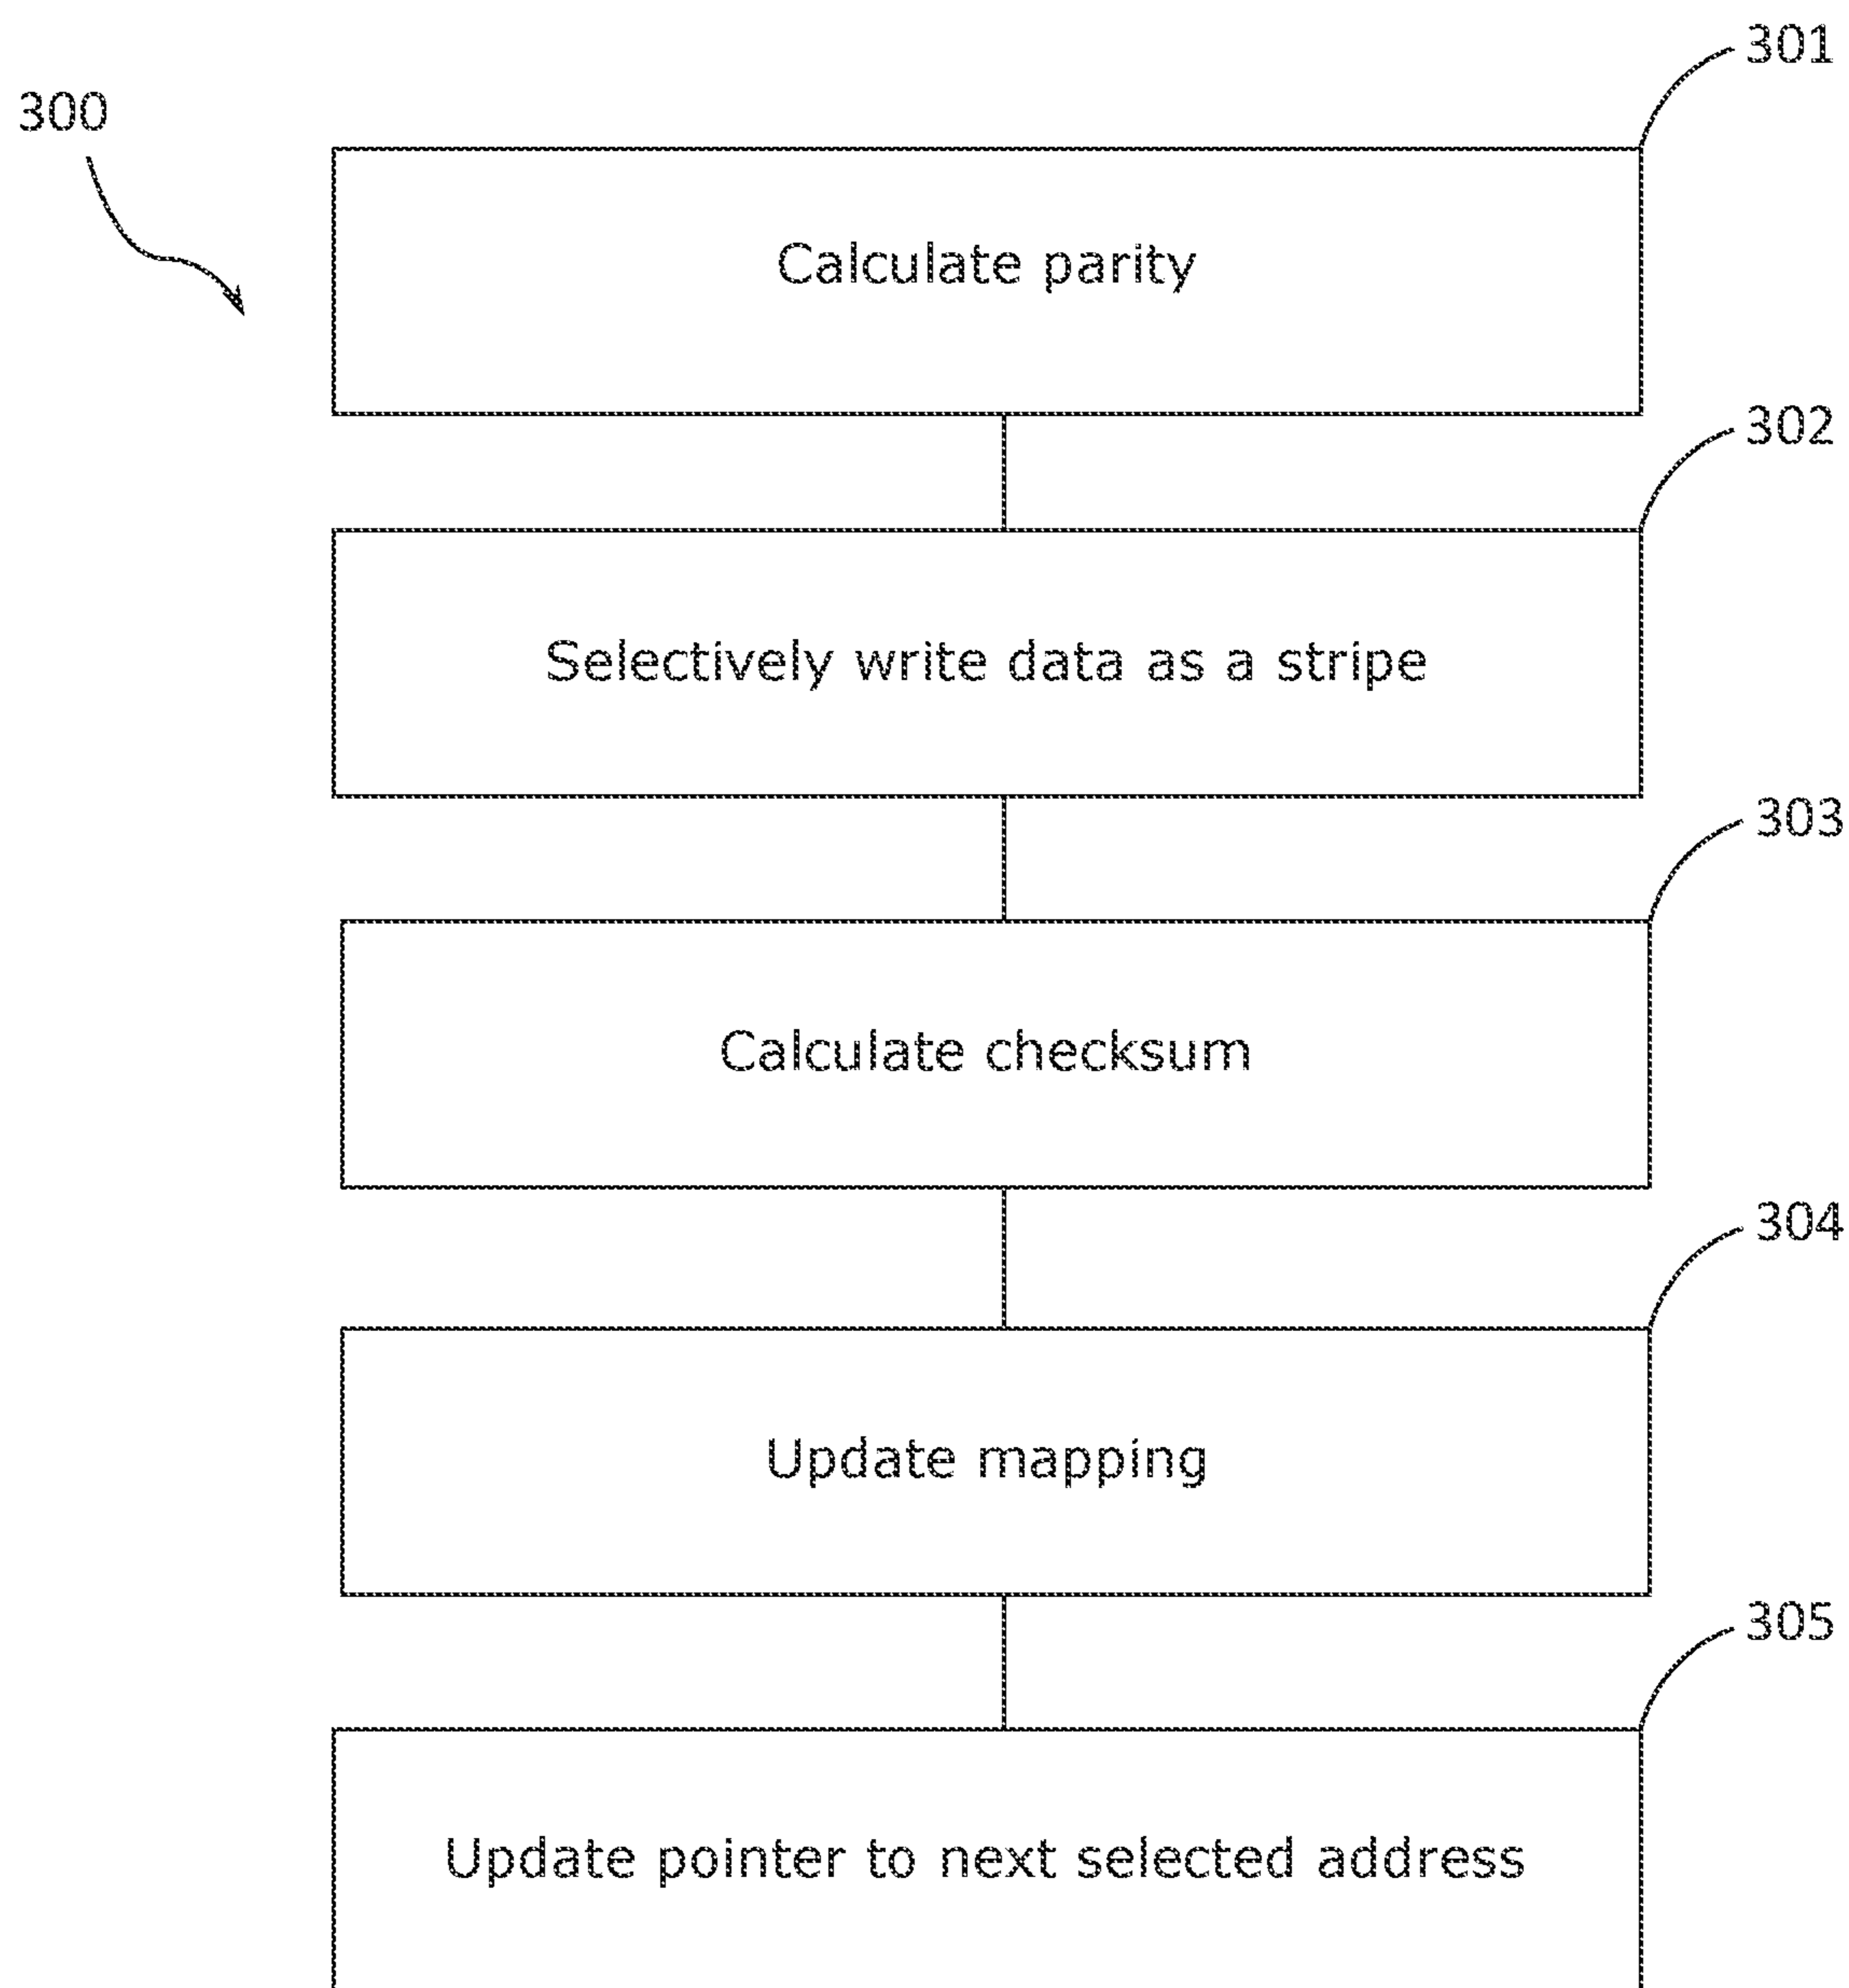 301
300
Calculate parity
302
Selectively write data as a stripe
303
Calculate checksum
304
Update mapping
305
Update pointer to next selected address